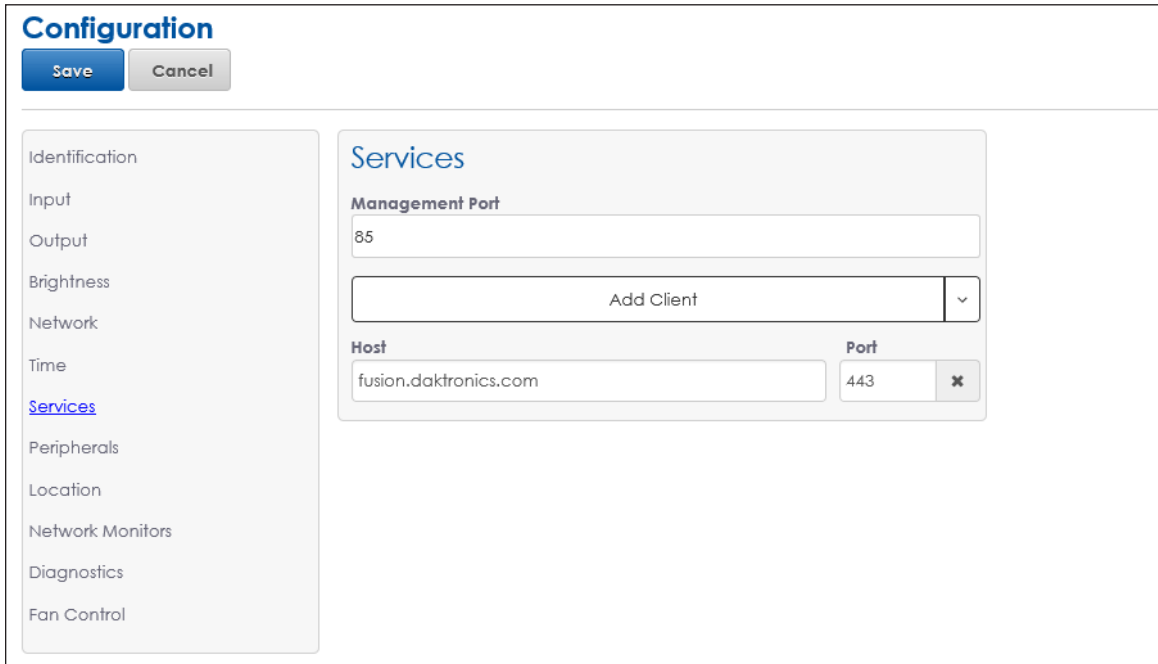 Configuration
Save Cancel
Identification
Input
Output
Brightness
Network
Time
Services
Peripherals
Location
Network Monitors
Diagnostics
Fan Control
Services
Management Port
85
Add Client
Host Port
fusion.daktronics.com 443